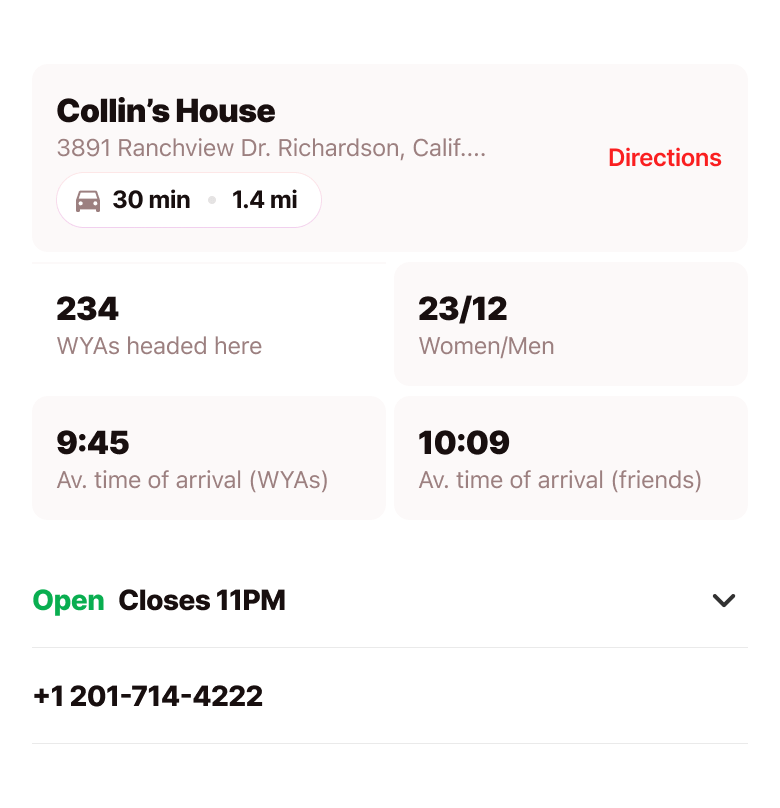 Collin’s House
3891 Ranchview Dr. Richardson, Calif....
Directions
30 min • 1.4 mi
234
WYAs headed here
23/12
Women/Men
9:45
Av. time of arrival (WYAs)
10:09
Av. time of arrival (friends)
Open Closes 11PM
+1 201-714-4222